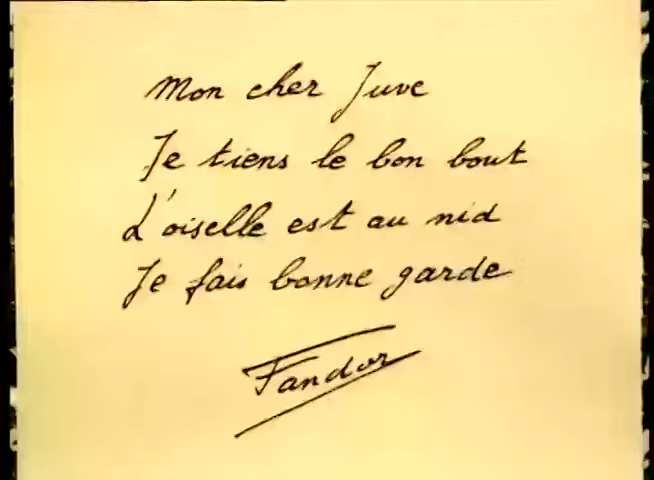 Mon cher Juve
Je tiens le bon bout
L'oiselle est au nid
Je fais bonne garde
Fandor